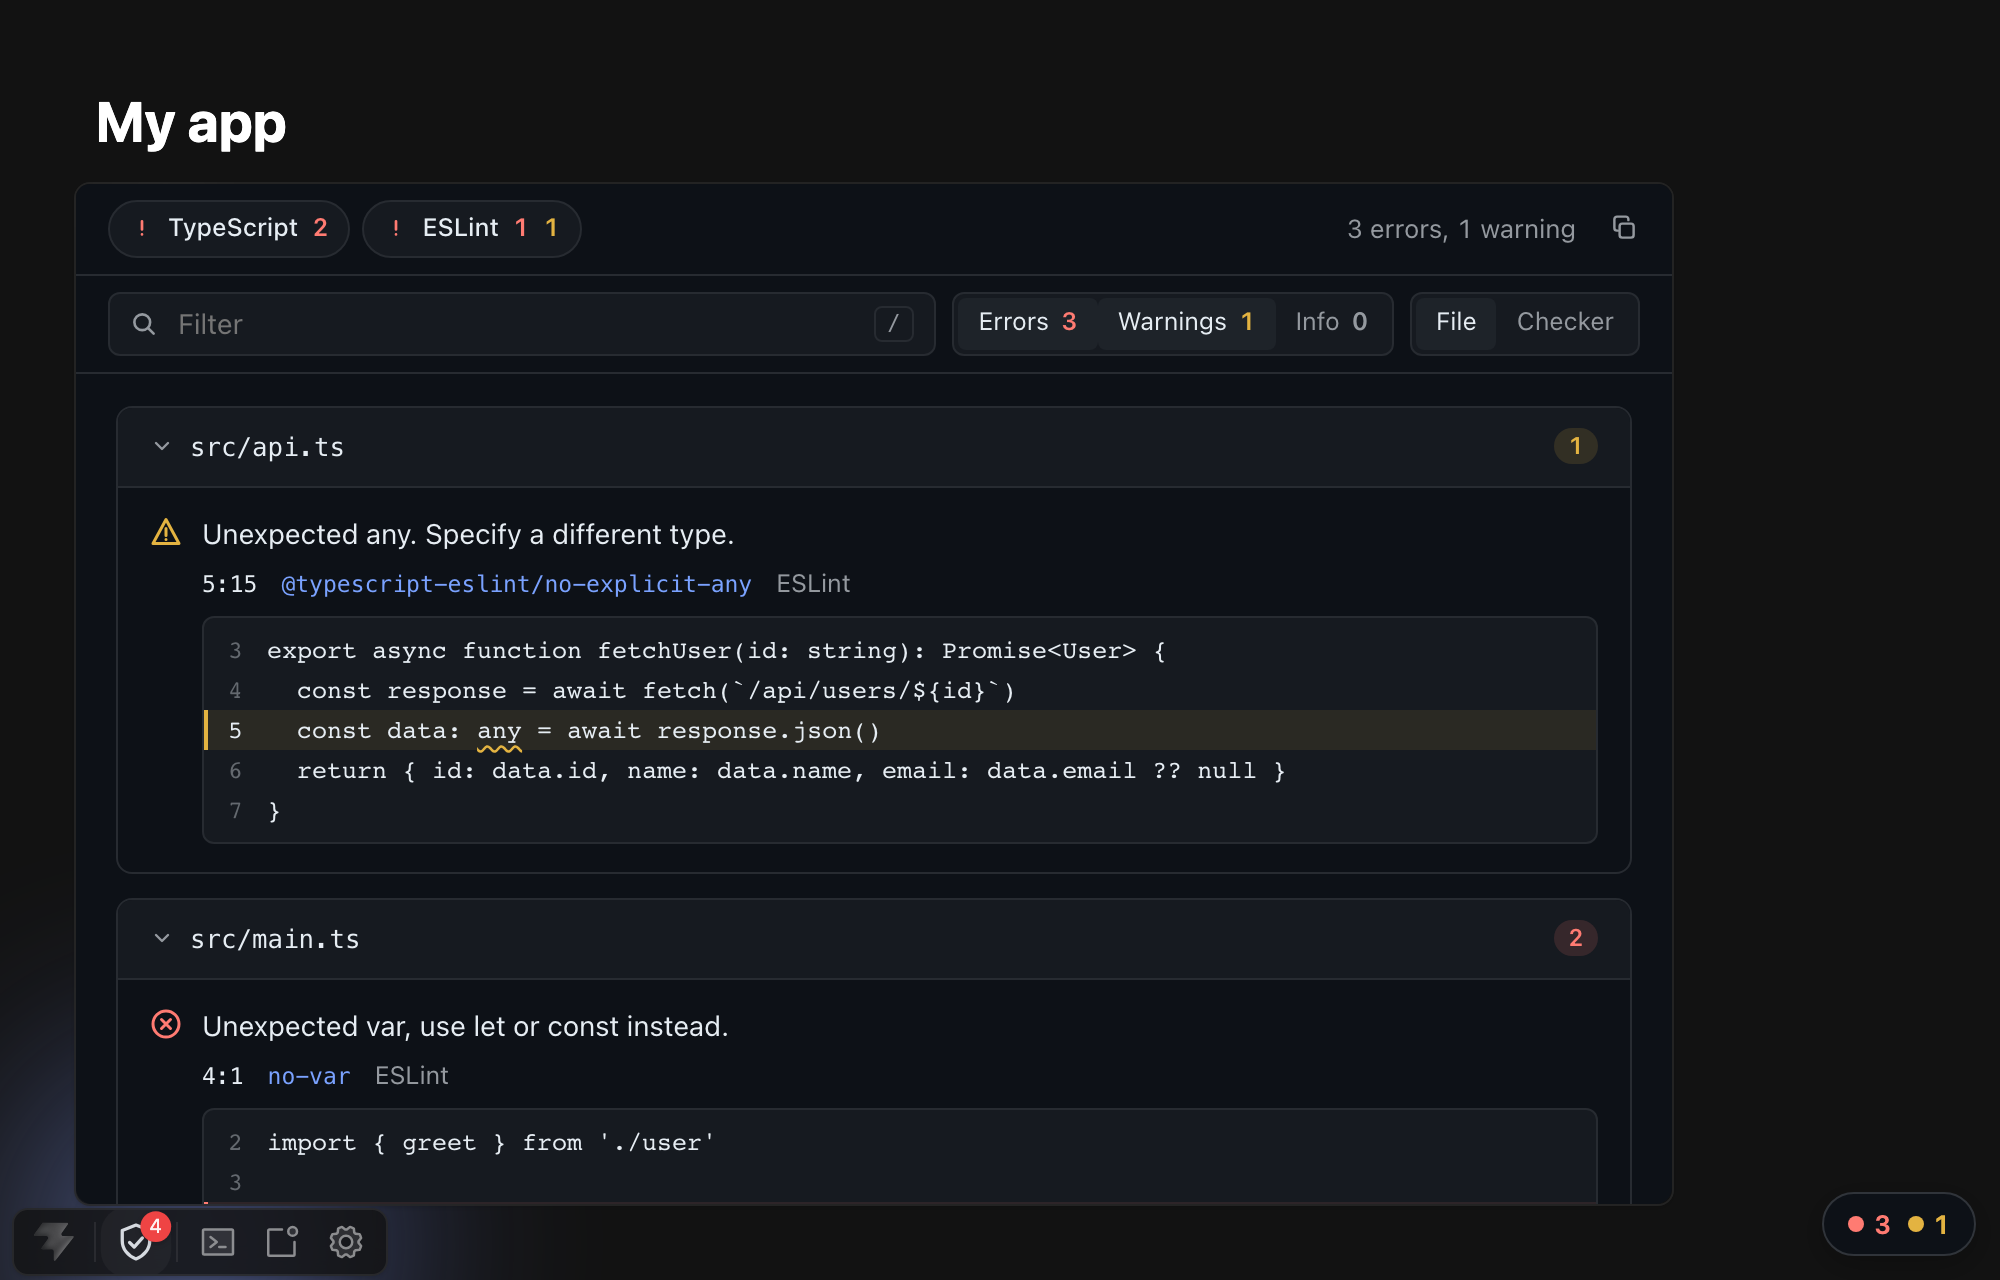 My app
! TypeScript 2 ! ESLint 1 1 3 errors, 1 warning
Filter / Errors 3 Warnings 1 Info 0 File Checker
src/api.ts 1
Unexpected any. Specify a different type.
5:15 @typescript-eslint/no-explicit-any ESLint
3 export async function fetchUser(id: string): Promise<User> {
4   const response = await fetch(`/api/users/${id}`)
5   const data: any = await response.json()
6   return { id: data.id, name: data.name, email: data.email ?? null }
7 }
src/main.ts 2
Unexpected var, use let or const instead.
4:1 no-var ESLint
2 import { greet } from './user'
3
4
3 1